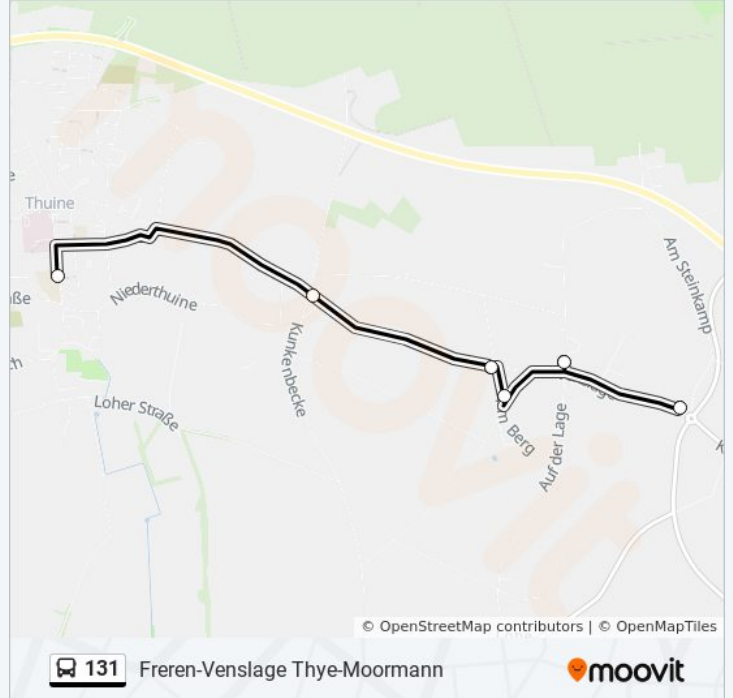 Thuine
Am Steinkamp
Niederthuine
Kunkenbecke
Loher Straße
Auf der Lage
© OpenStreetMap contributors | © OpenMapTiles
131 Freren-Venslage Thye-Moormann
moovit